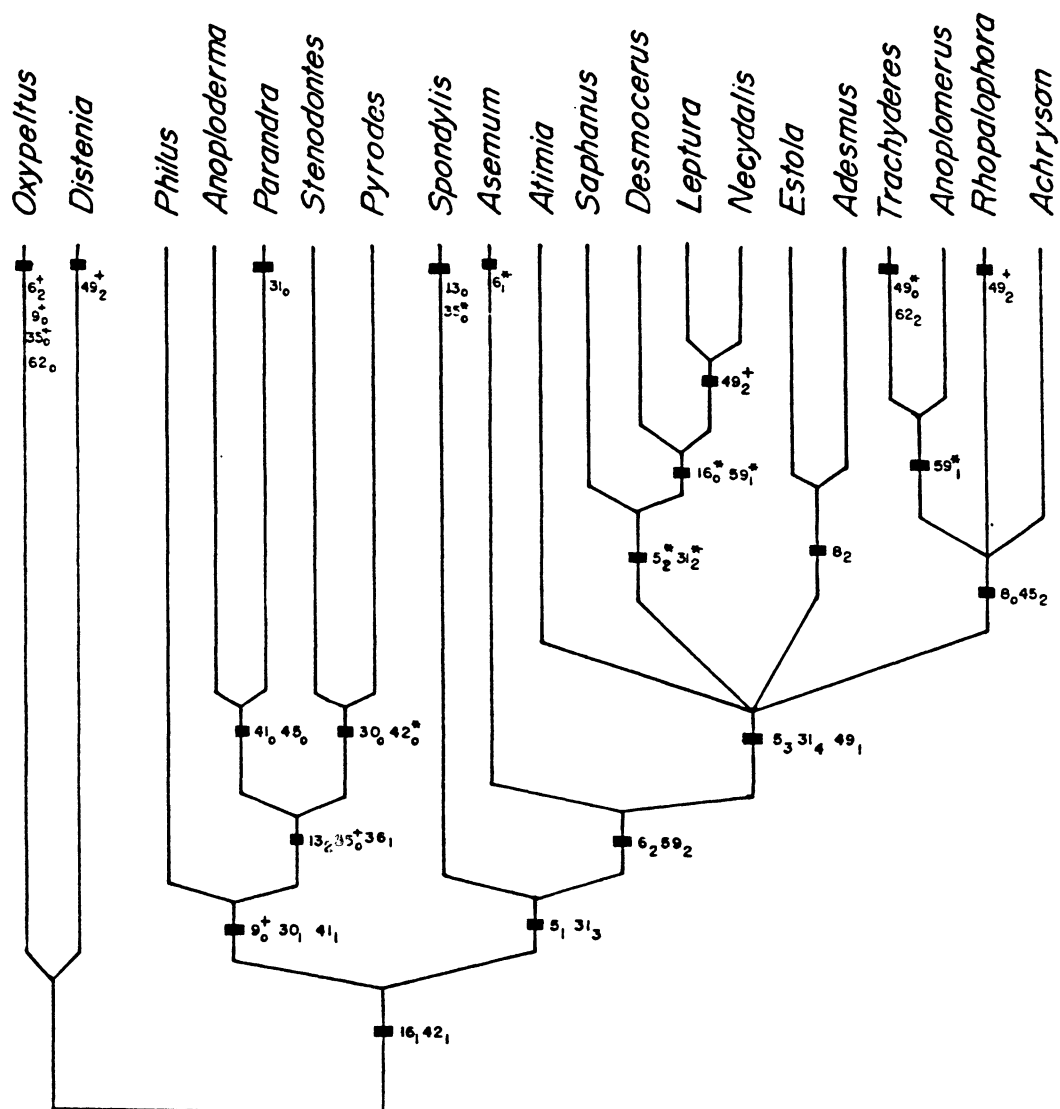 Oxypeltus
Distenia
Philus
Anoploderma
Parandra
Stenodontes
Pyrodes
Spondylis
Asemum
Atimia
Saphanus
Desmocerus
Leptura
Necydalis
Estola
Adesmus
Trachyderes
Anoplomerus
Rhopalophora
Achryson
6₂⁺
9₀⁺
35₀⁺
62₀
49₂⁺
31₀
13₀
35₀*
6₁*
49₀*
62₂
49₂⁺
49₂⁺
16₀* 59₁*
59₁*
5₂* 31₂*
8₂
8₀ 45₂
41₀ 45₀
30₀ 42₀*
5₃ 31₄ 49₁
13₂ 35₀⁺ 36₁
6₂ 59₂
9₀⁺ 30₁ 41₁
5₁ 31₃
16₁ 42₁